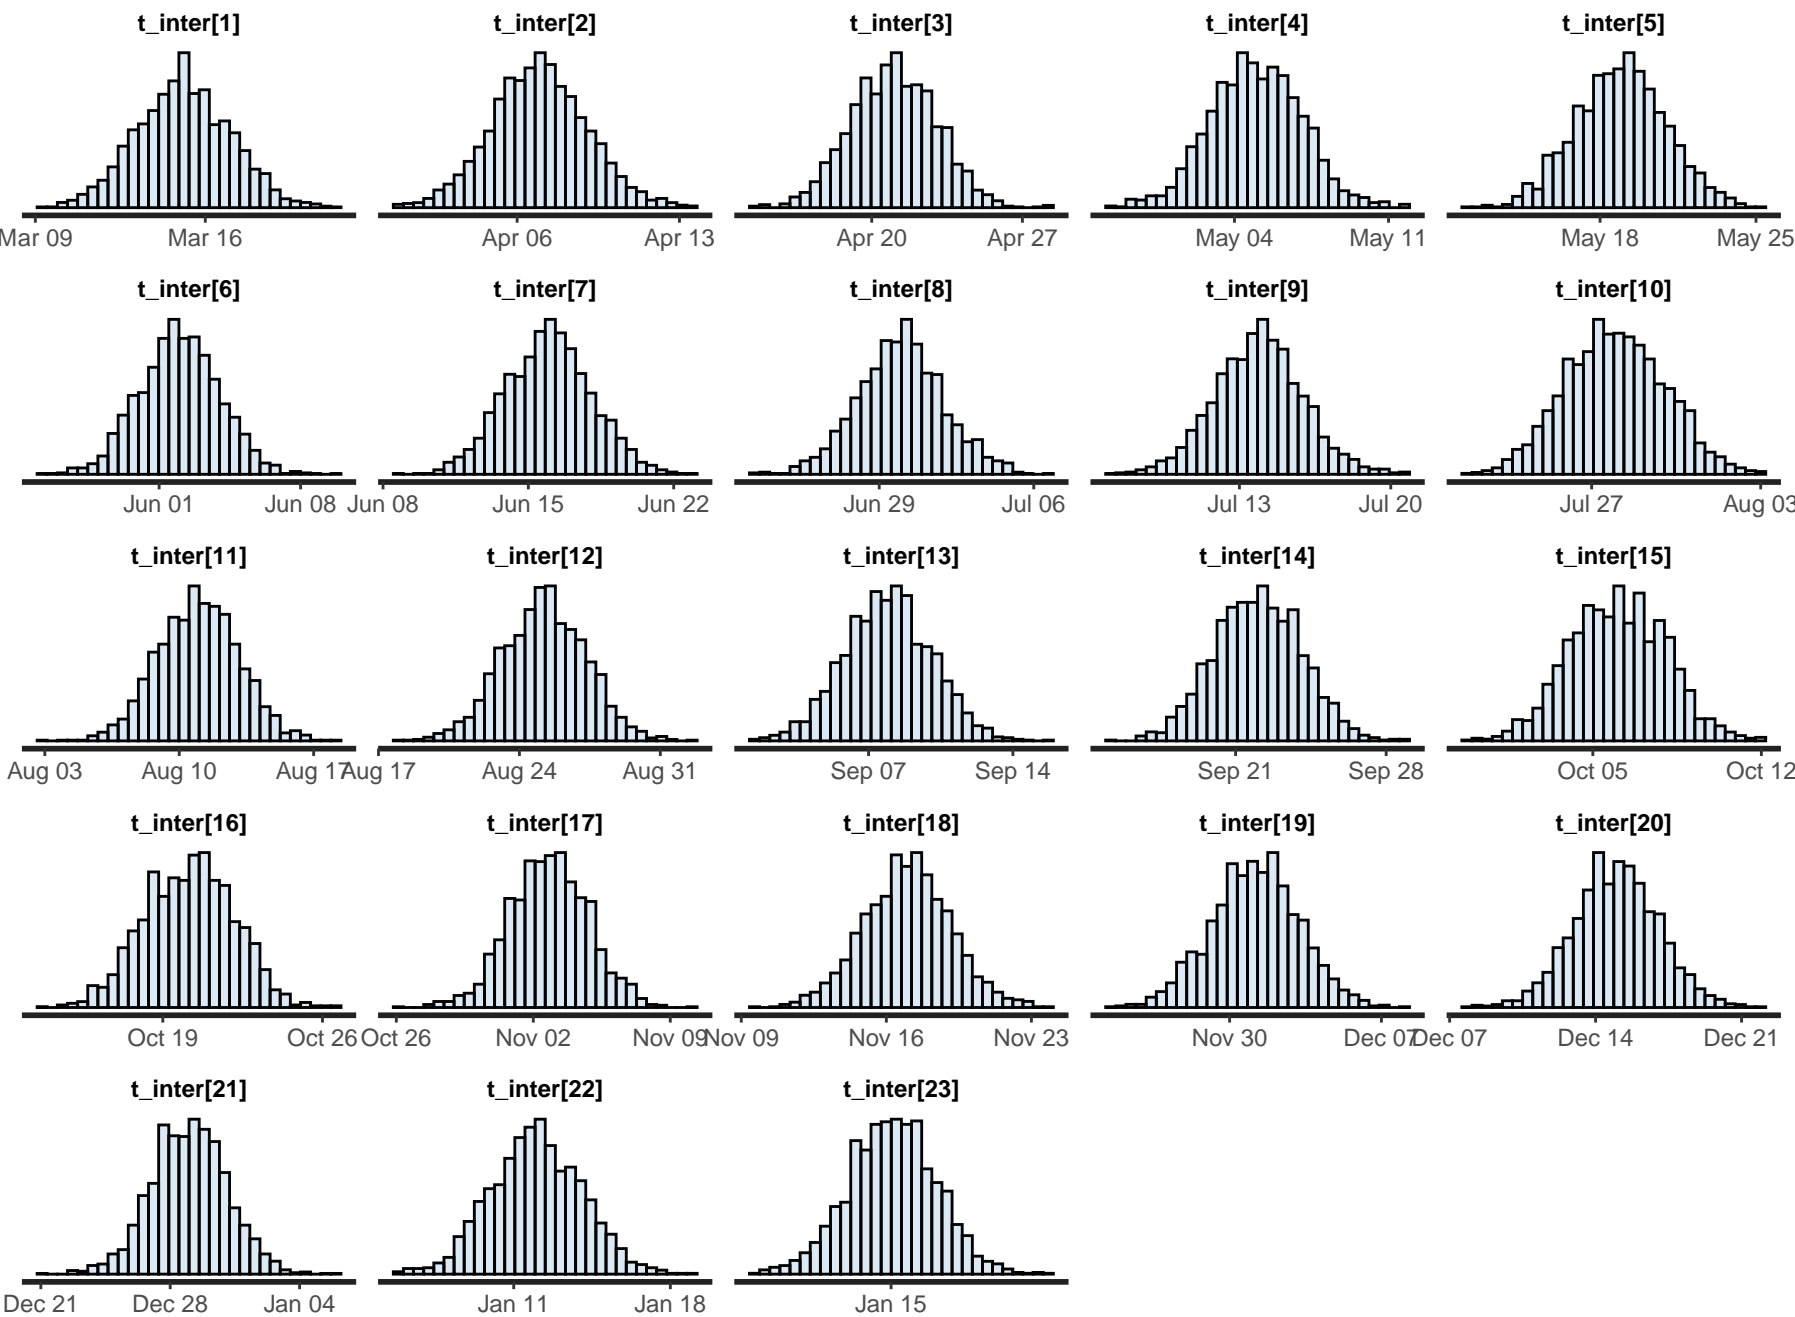 t_inter[1] t_inter[2] t_inter[3] t_inter[4] t_inter[5]
Mar 09 Mar 16 Apr 06 Apr 13 Apr 20 Apr 27 May 04 May 11 May 18 May 25
t_inter[6] t_inter[7] t_inter[8] t_inter[9] t_inter[10]
Jun 01 Jun 08 Jun 08 Jun 15 Jun 22 Jun 29 Jul 06 Jul 13 Jul 20 Jul 27 Aug 03
t_inter[11] t_inter[12] t_inter[13] t_inter[14] t_inter[15]
Aug 03 Aug 10 Aug 17 Aug 17 Aug 24 Aug 31 Sep 07 Sep 14 Sep 21 Sep 28 Oct 05 Oct 12
t_inter[16] t_inter[17] t_inter[18] t_inter[19] t_inter[20]
Oct 19 Oct 26 Oct 26 Nov 02 Nov 09 Nov 09 Nov 16 Nov 23 Nov 30 Dec 07 Dec 07 Dec 14 Dec 21
t_inter[21] t_inter[22] t_inter[23]
Dec 21 Dec 28 Jan 04 Jan 11 Jan 18 Jan 15